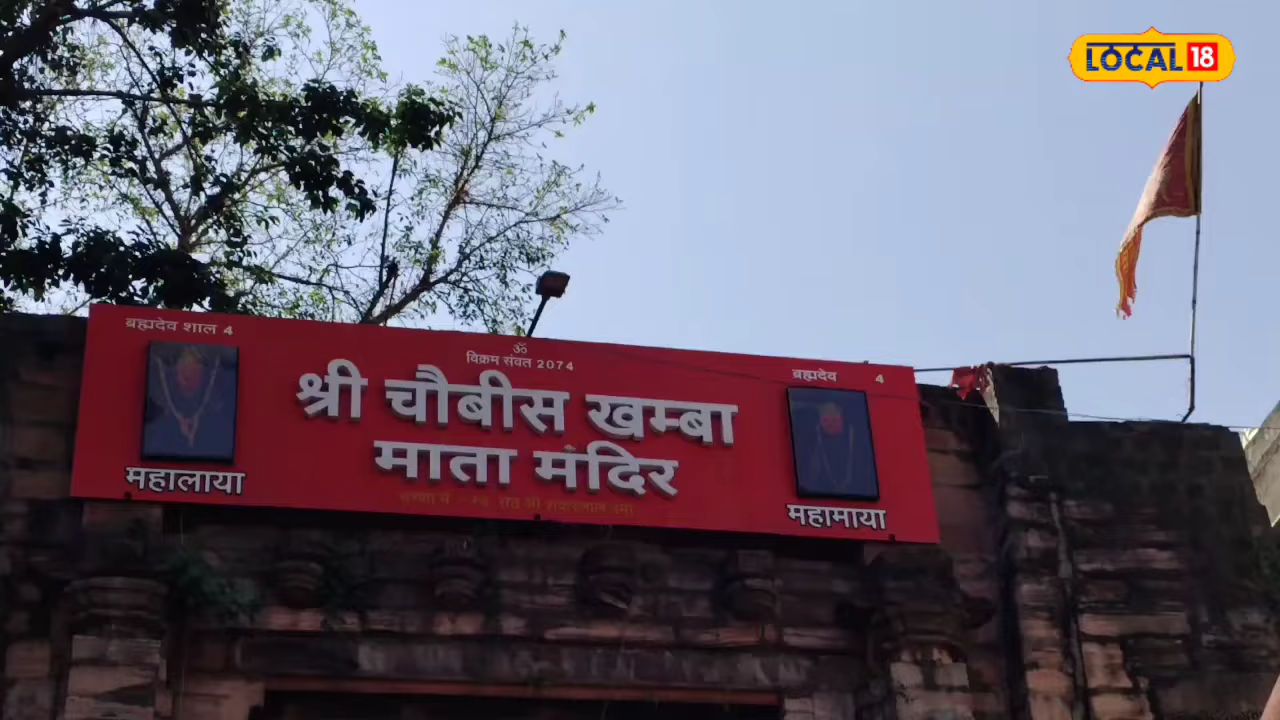 LOCAL 18
ब्रह्मदेव शाल 4
ॐ
विक्रम संवत 2074
ब्रह्मदेव 4
श्री चौबीस खम्बा
माता मंदिर
महालाया
महामाया